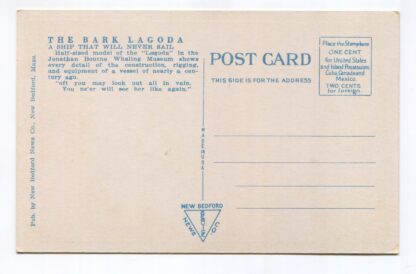 THE BARK LAGODA
A SHIP THAT WILL NEVER SAIL
Half-sized model of the "Lagoda" in the
Jonathan Bourne Whaling Museum shows
every detail of the construction, rigging,
and equipment of a vessel of nearly a cen-
tury ago.
"oft you may look out all in vain,
You ne'er will see her like again."
Pub. by New Bedford News Co., New Bedford, Mass.
MADE IN U.S.A.
POST CARD
THIS SIDE IS FOR THE ADDRESS
Place the Stamp here
ONE CENT
for United States
and Island Possessions
Cuba, Canada and
Mexico.
TWO CENTS
for foreign.
NEW BEDFORD
NEWS
CO.